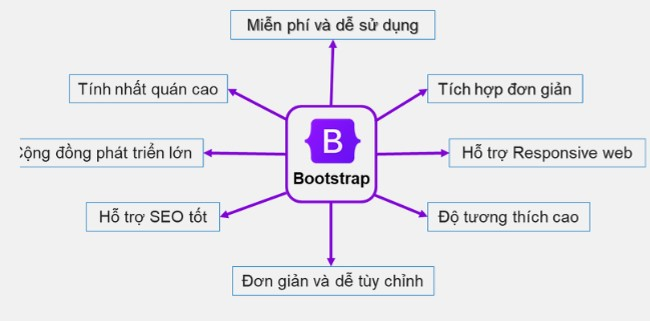 Miễn phí và dễ sử dụng
Tính nhất quán cao
Tích hợp đơn giản
B
Cộng đồng phát triển lớn
Hỗ trợ Responsive web
Bootstrap
Hỗ trợ SEO tốt
Độ tương thích cao
Đơn giản và dễ tùy chỉnh